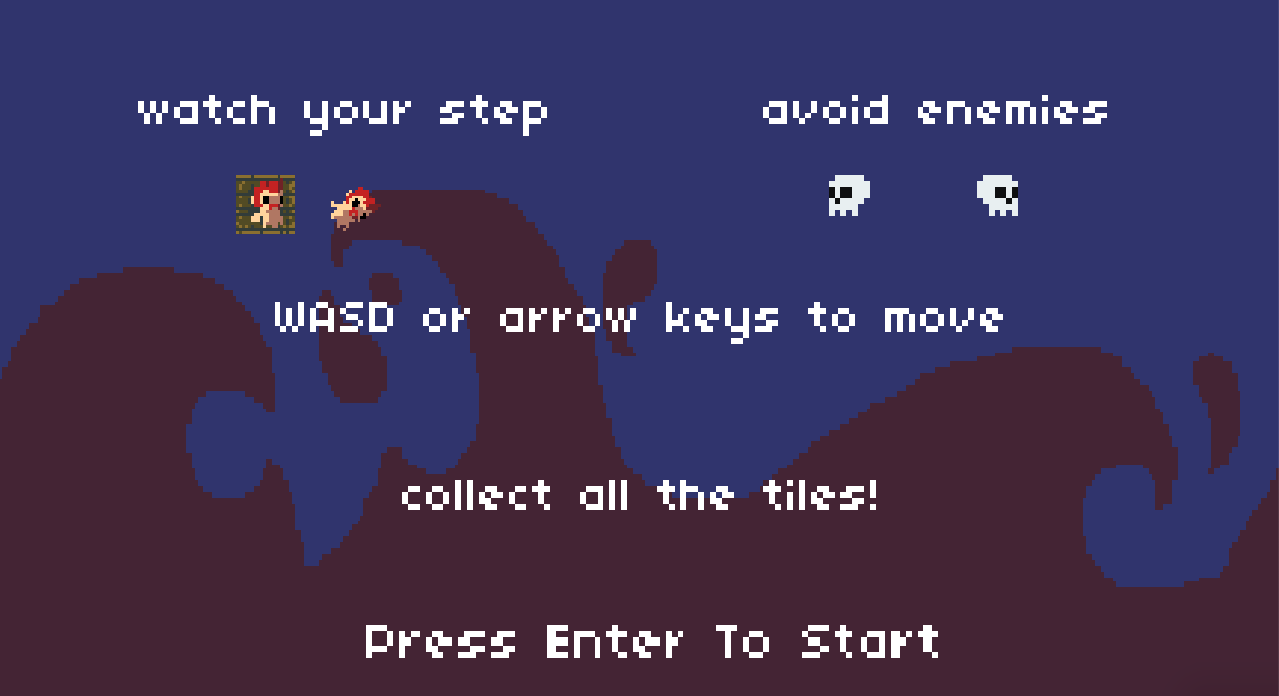 watch your step
avoid enemies
WASD or arrow keys to move
collect all the tiles!
Press Enter To Start